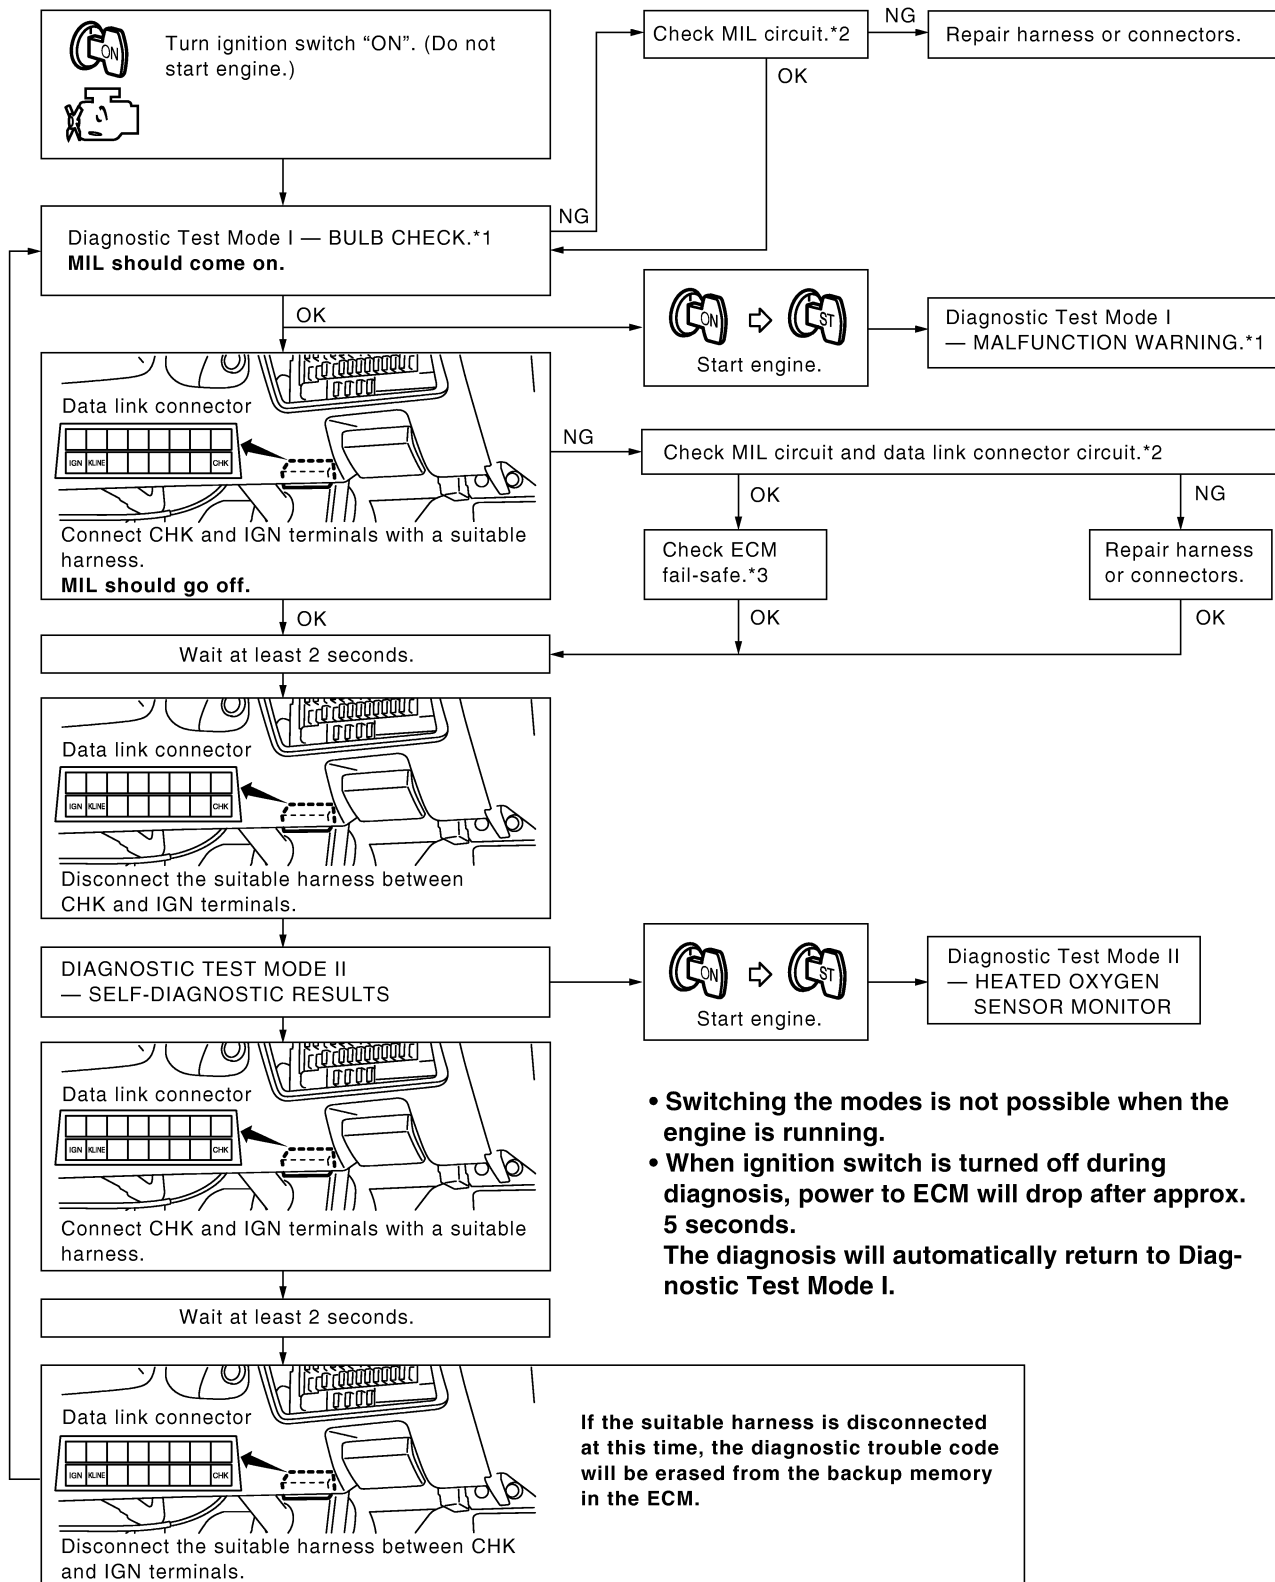 ON
Turn ignition switch “ON”. (Do not
start engine.)
Check MIL circuit.*2
NG
Repair harness or connectors.
OK
NG
Diagnostic Test Mode I — BULB CHECK.*1
MIL should come on.
OK
ON
ST
Start engine.
Diagnostic Test Mode I
— MALFUNCTION WARNING.*1
Data link connector
IGN KLINE CHK
Connect CHK and IGN terminals with a suitable
harness.
MIL should go off.
NG
Check MIL circuit and data link connector circuit.*2
OK
NG
Check ECM
fail-safe.*3
Repair harness
or connectors.
OK
OK
OK
Wait at least 2 seconds.
Data link connector
IGN KLINE CHK
Disconnect the suitable harness between
CHK and IGN terminals.
DIAGNOSTIC TEST MODE II
— SELF-DIAGNOSTIC RESULTS
ON
ST
Start engine.
Diagnostic Test Mode II
— HEATED OXYGEN
SENSOR MONITOR
Data link connector
IGN KLINE CHK
Connect CHK and IGN terminals with a suitable
harness.
• Switching the modes is not possible when the
engine is running.
• When ignition switch is turned off during
diagnosis, power to ECM will drop after approx.
5 seconds.
The diagnosis will automatically return to Diag-
nostic Test Mode I.
Wait at least 2 seconds.
Data link connector
IGN KLINE CHK
Disconnect the suitable harness between CHK
and IGN terminals.
If the suitable harness is disconnected
at this time, the diagnostic trouble code
will be erased from the backup memory
in the ECM.